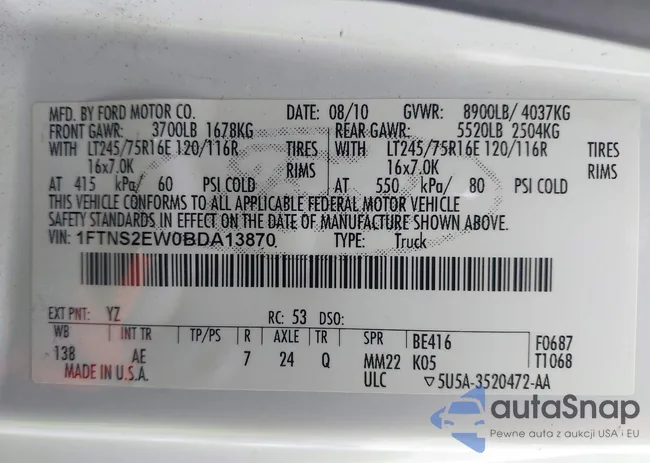 MFD. BY FORD MOTOR CO. DATE: 08/10 GVWR: 8900LB/ 4037KG
FRONT GAWR: 3700LB 1678KG REAR GAWR: 5520LB 2504KG
WITH LT245/75R16E 120/116R TIRES WITH LT245/75R16E 120/116R TIRES
16x7.0K RIMS 16x7.0K RIMS
AT 415 kPa/ 60 PSI COLD AT 550 kPa/ 80 PSI COLD
THIS VEHICLE CONFORMS TO ALL APPLICABLE FEDERAL MOTOR VEHICLE
SAFETY STANDARDS IN EFFECT ON THE DATE OF MANUFACTURE SHOWN ABOVE.
VIN: 1FTNS2EW0BDA13870 TYPE: Truck
EXT PNT: YZ RC: 53 DSO:
WB INT TR TP/PS R AXLE TR SPR BE416 F0687
138 AE 7 24 Q MM22 K05 T1068
MADE IN U.S.A. ULC ▽5U5A-3520472-AA
autaSnap
Pewne auta z aukcji USA i EU